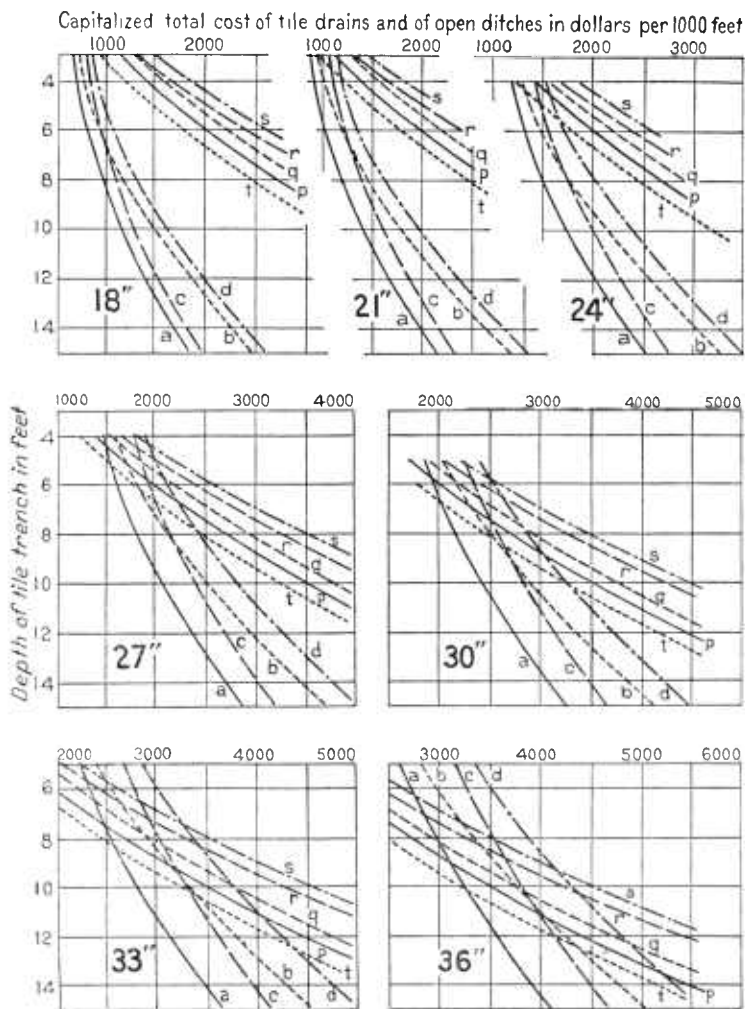 Capitalized total cost of tile drains and of open ditches in dollars per 1000 feet
1000 2000 1000 2000 1000 2000 3000
4
6
8
10
12
14
s
r
q
p
t
18"
a
c
d
b
s
r
q
p
t
21"
a
c
b
d
s
r
q
p
t
24"
a
c
b
d
Depth of tile trench in feet
1000 2000 3000 4000
4
6
8
10
12
14
s
r
q
t
p
27"
a
c
b
d
2000 3000 4000 5000
s
r
q
t
p
30"
a
c
b
d
2000 3000 4000 5000
6
8
10
12
14
s
r
q
p
t
33"
a
c
b
d
3000 4000 5000 6000
a b c d
s
r
q
t
p
36"